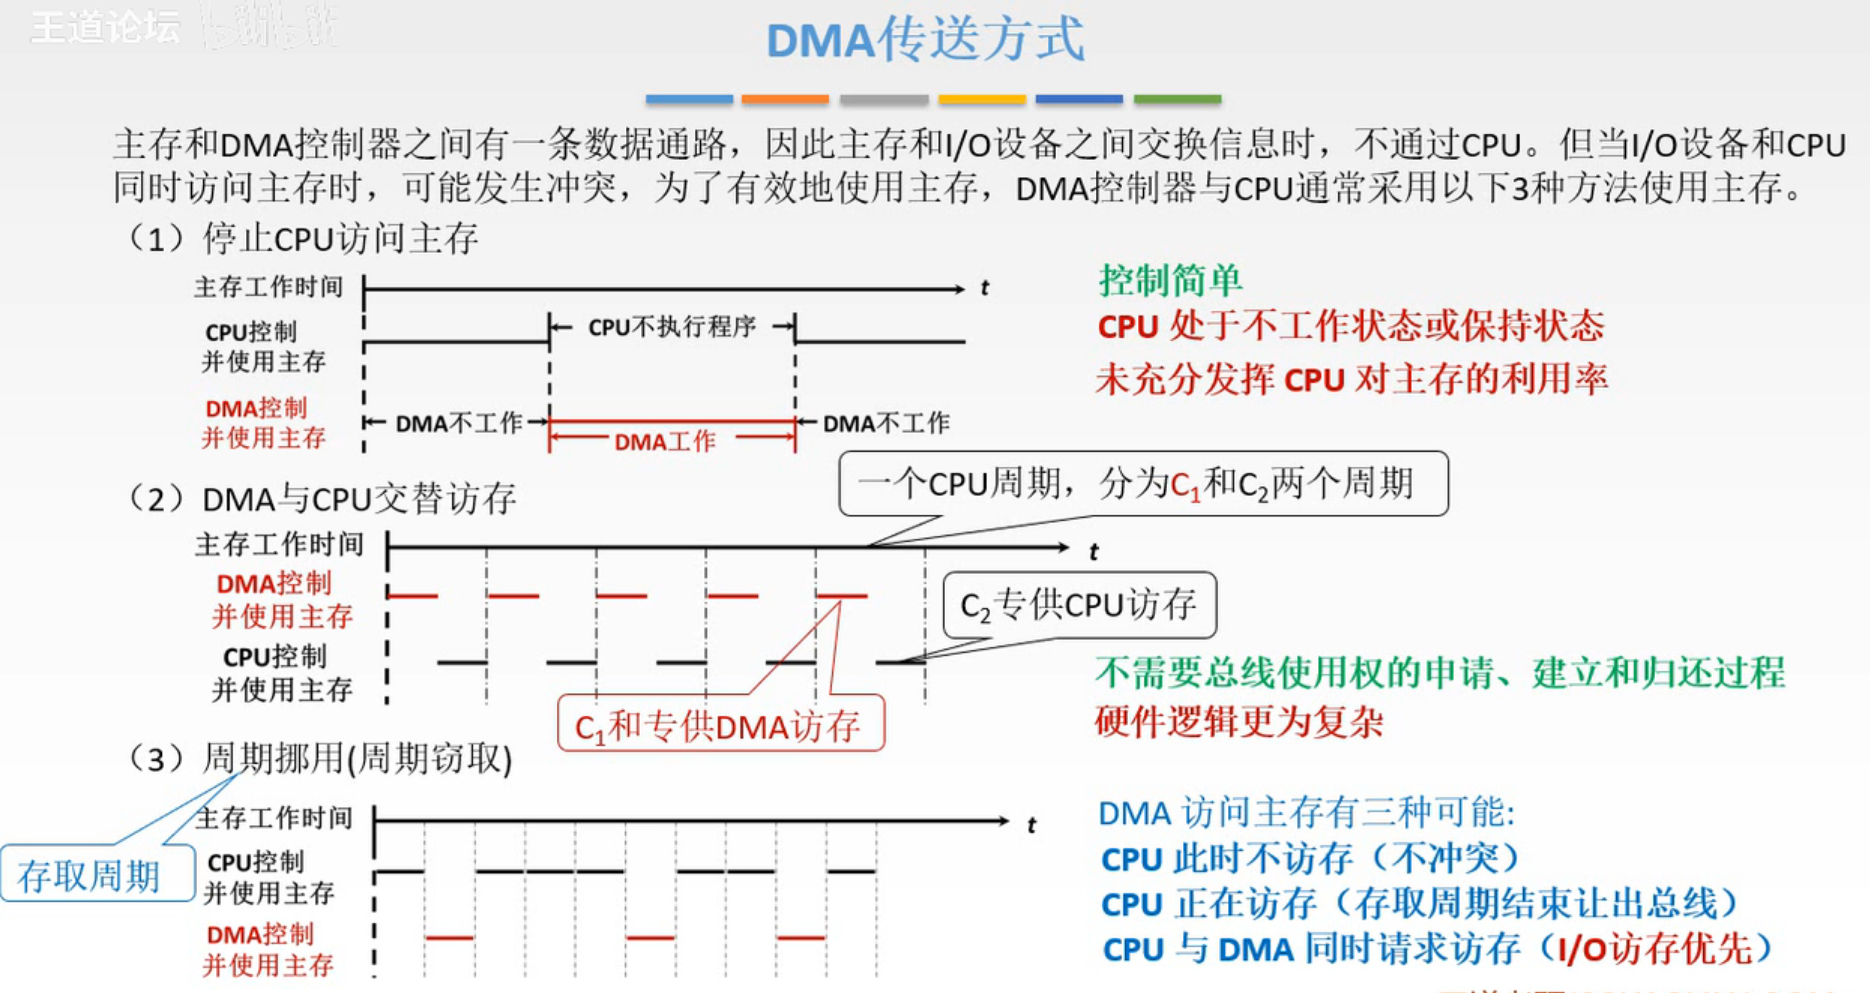 王道论坛 bilibili
DMA传送方式
主存和DMA控制器之间有一条数据通路，因此主存和I/O设备之间交换信息时，不通过CPU。但当I/O设备和CPU
同时访问主存时，可能发生冲突，为了有效地使用主存，DMA控制器与CPU通常采用以下3种方法使用主存。
（1）停止CPU访问主存
主存工作时间
t
CPU控制
并使用主存
CPU不执行程序
DMA控制
并使用主存
DMA不工作
DMA工作
DMA不工作
控制简单
CPU 处于不工作状态或保持状态
未充分发挥 CPU 对主存的利用率
（2）DMA与CPU交替访存
一个CPU周期，分为C1和C2两个周期
主存工作时间
t
DMA控制
并使用主存
C2专供CPU访存
CPU控制
并使用主存
C1和专供DMA访存
不需要总线使用权的申请、建立和归还过程
硬件逻辑更为复杂
（3）周期挪用(周期窃取)
存取周期
主存工作时间
t
CPU控制
并使用主存
DMA控制
并使用主存
DMA 访问主存有三种可能:
CPU 此时不访存（不冲突）
CPU 正在访存（存取周期结束让出总线）
CPU 与 DMA 同时请求访存（I/O访存优先）